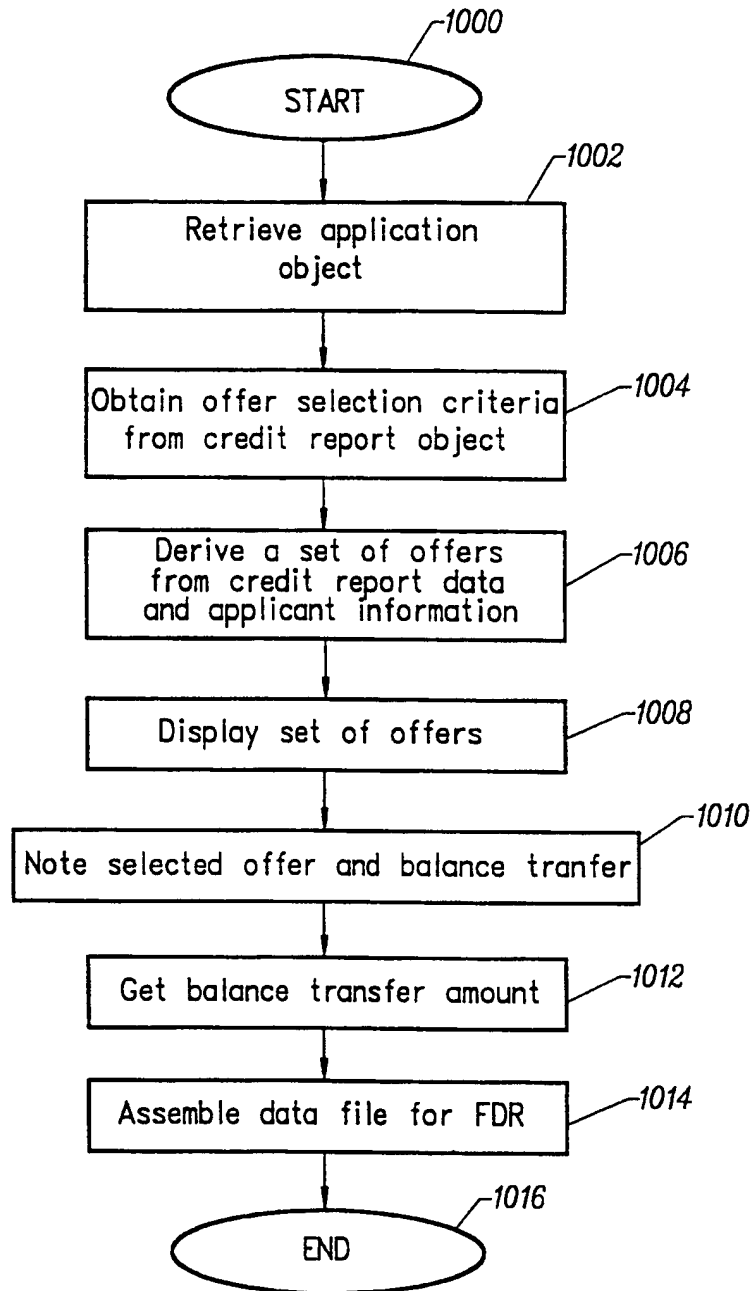 1000
START
1002
Retrieve application
object
1004
Obtain offer selection criteria
from credit report object
1006
Derive a set of offers
from credit report data
and applicant information
1008
Display set of offers
1010
Note selected offer and balance tranfer
1012
Get balance transfer amount
1014
Assemble data file for FDR
1016
END